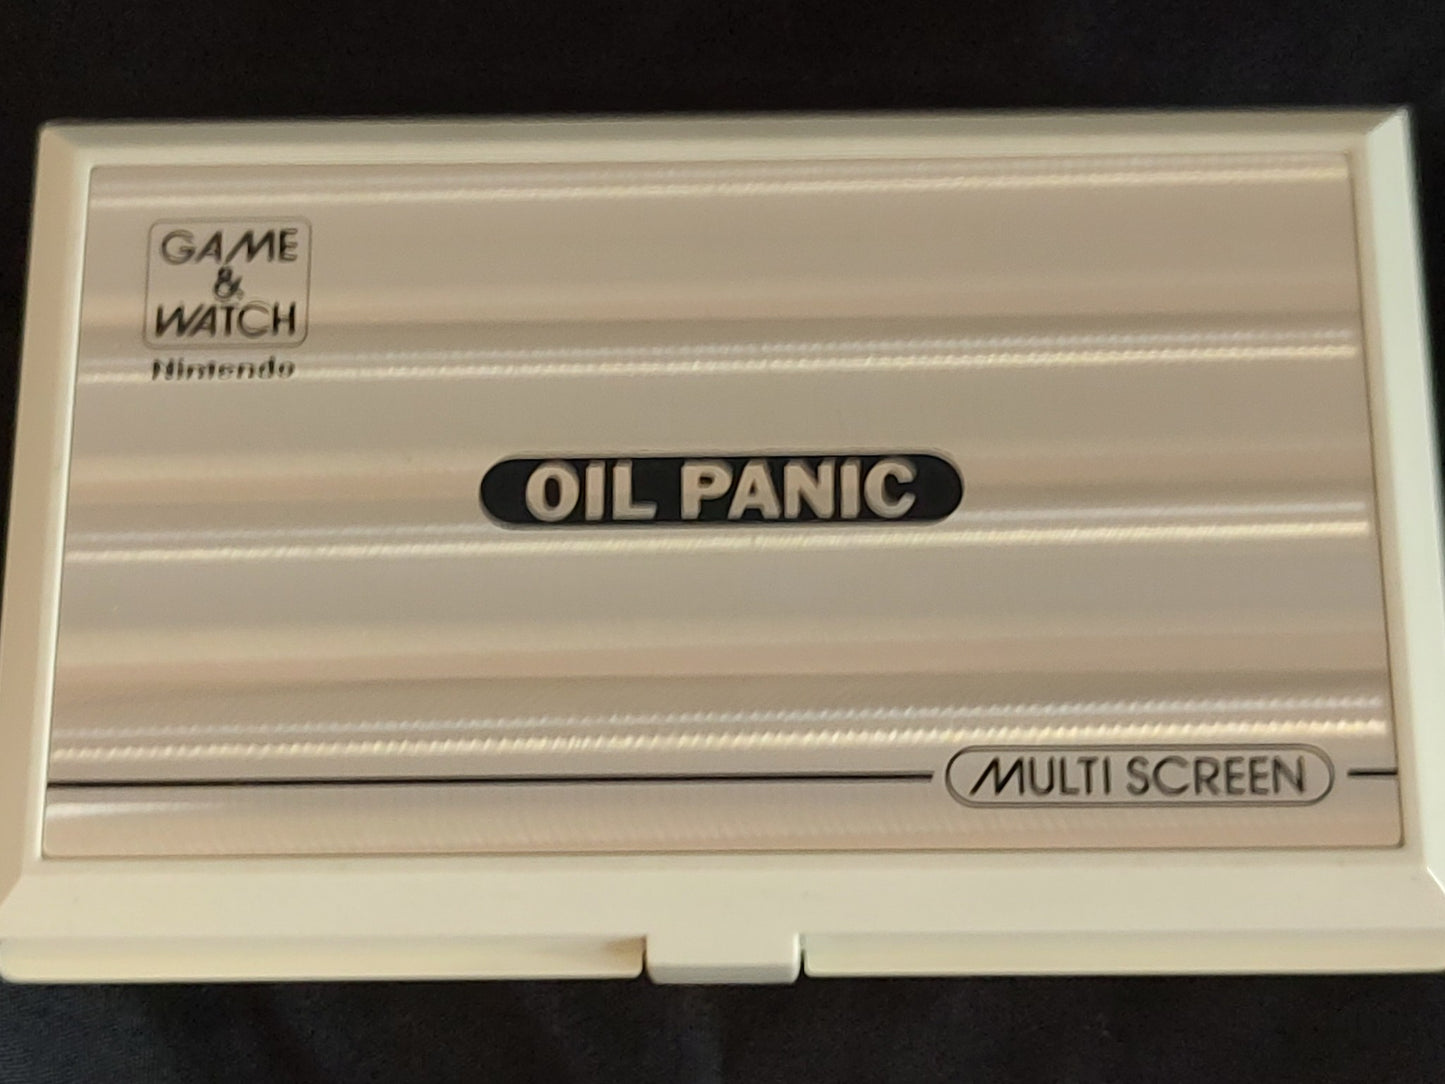 GAME
&
WATCH
Nintendo
OIL PANIC
MULTI SCREEN